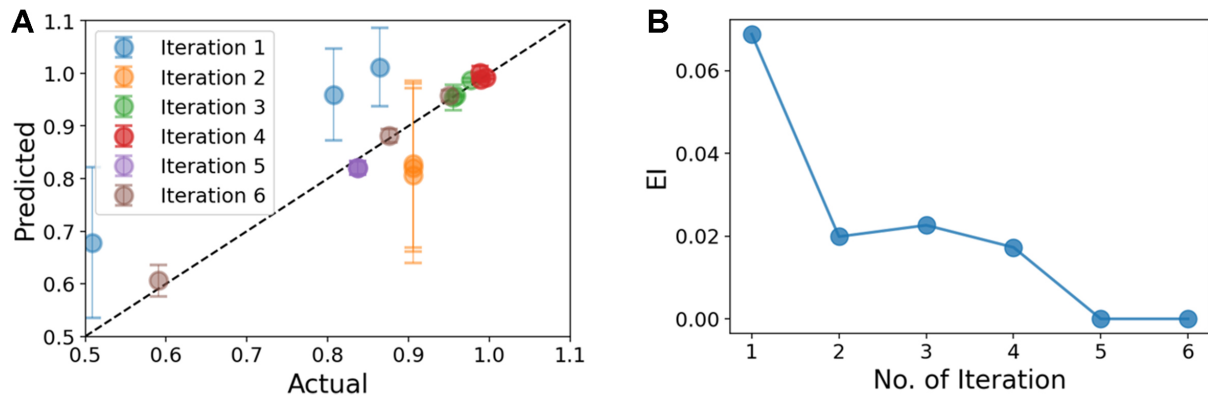 A
1.1
1.0
0.9
0.8
0.7
0.6
0.5
Predicted
Iteration 1
Iteration 2
Iteration 3
Iteration 4
Iteration 5
Iteration 6
0.5 0.6 0.7 0.8 0.9 1.0 1.1
Actual
B
0.06
0.04
0.02
0.00
EI
1 2 3 4 5 6
No. of Iteration